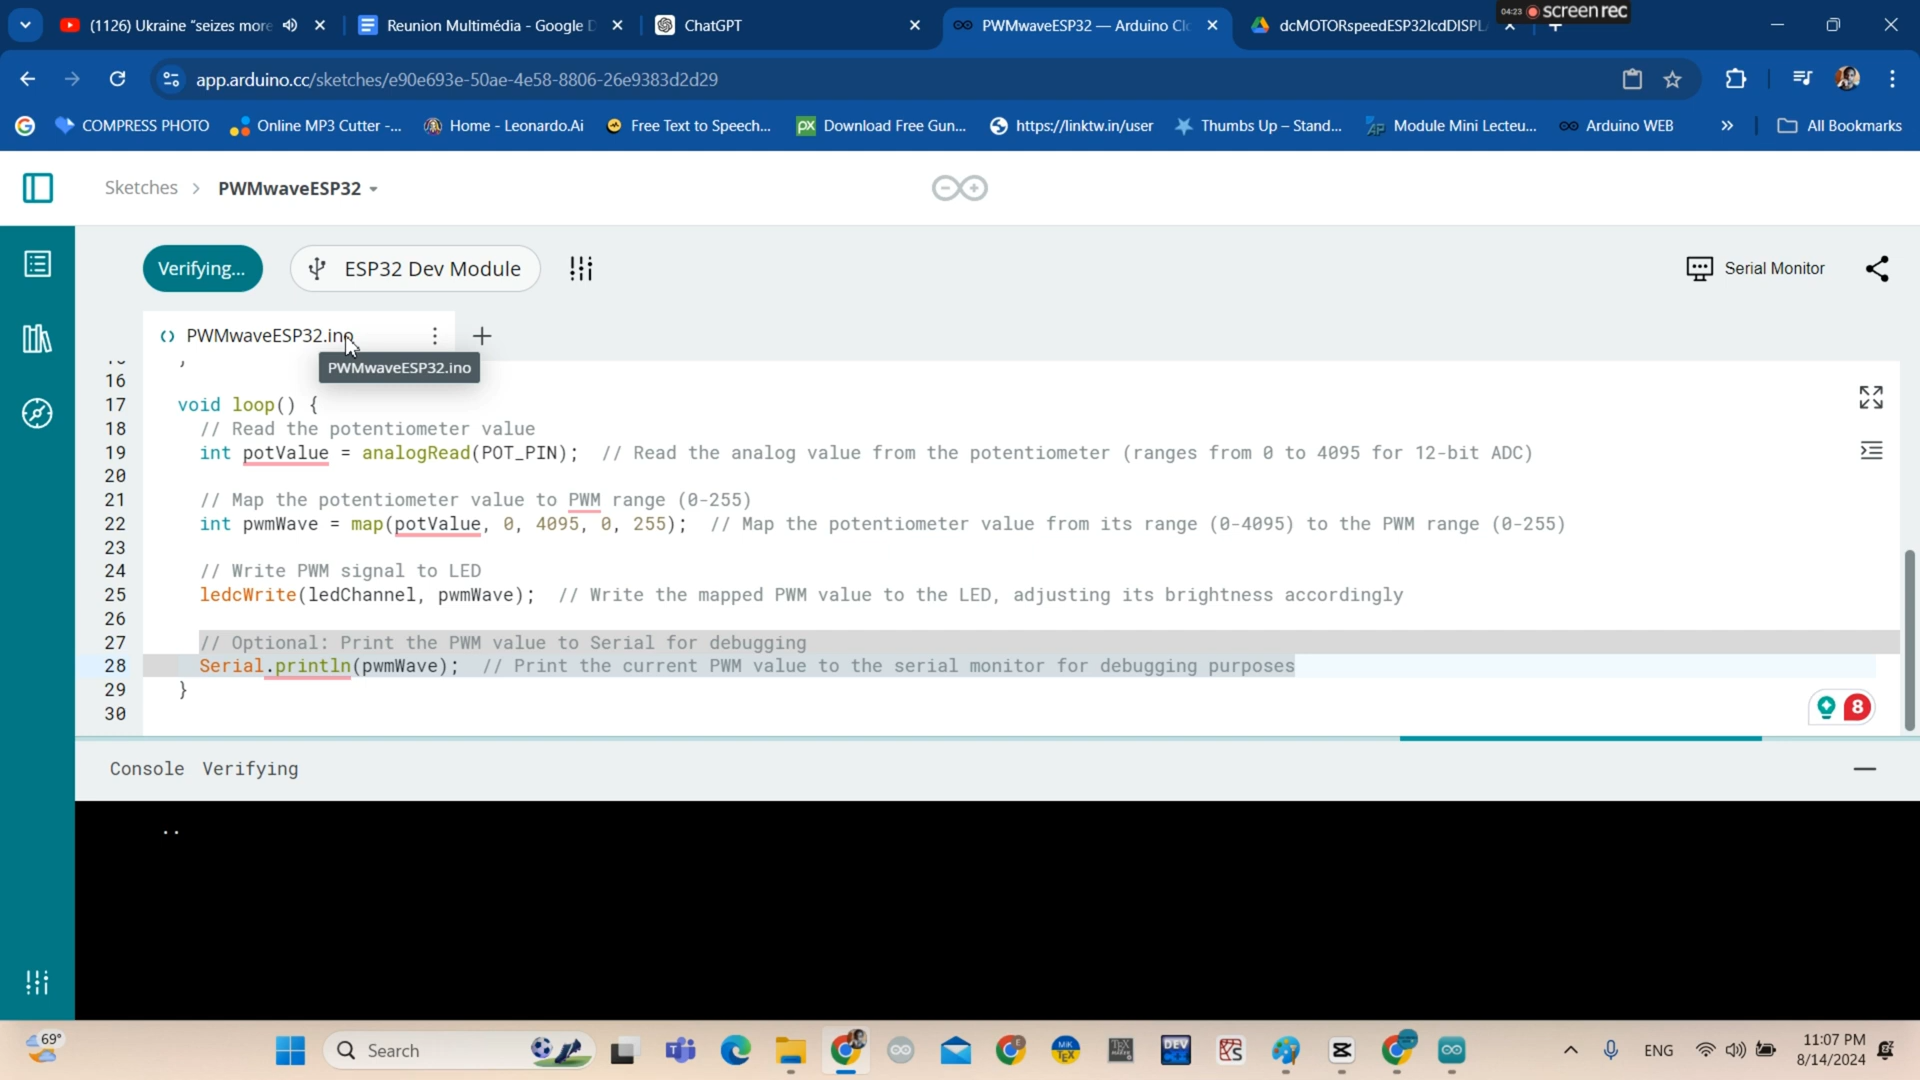 (1126) Ukraine "seizes more
Reunion Multimédia - Google D
ChatGPT
PWMwaveESP32 — Arduino Clo
dcMOTORspeedESP32lcdDISPL
04:23 screen rec
app.arduino.cc/sketches/e90e693e-50ae-4e58-8806-26e9383d2d29
COMPRESS PHOTO
Online MP3 Cutter -...
Home - Leonardo.Ai
Free Text to Speech...
Download Free Gun...
https://linktw.in/user
Thumbs Up – Stand...
Module Mini Lecteu...
Arduino WEB
All Bookmarks
Sketches > PWMwaveESP32
Verifying...
ESP32 Dev Module
Serial Monitor
PWMwaveESP32.ino
PWMwaveESP32.ino
16
17 void loop() {
18 // Read the potentiometer value
19 int potValue = analogRead(POT_PIN); // Read the analog value from the potentiometer (ranges from 0 to 4095 for 12-bit ADC)
20
21 // Map the potentiometer value to PWM range (0-255)
22 int pwmWave = map(potValue, 0, 4095, 0, 255); // Map the potentiometer value from its range (0-4095) to the PWM range (0-255)
23
24 // Write PWM signal to LED
25 ledcWrite(ledChannel, pwmWave); // Write the mapped PWM value to the LED, adjusting its brightness accordingly
26
27 // Optional: Print the PWM value to Serial for debugging
28 Serial.println(pwmWave); // Print the current PWM value to the serial monitor for debugging purposes
29 }
30
8
Console Verifying
..
69°
Search
DEV
ENG
11:07 PM
8/14/2024